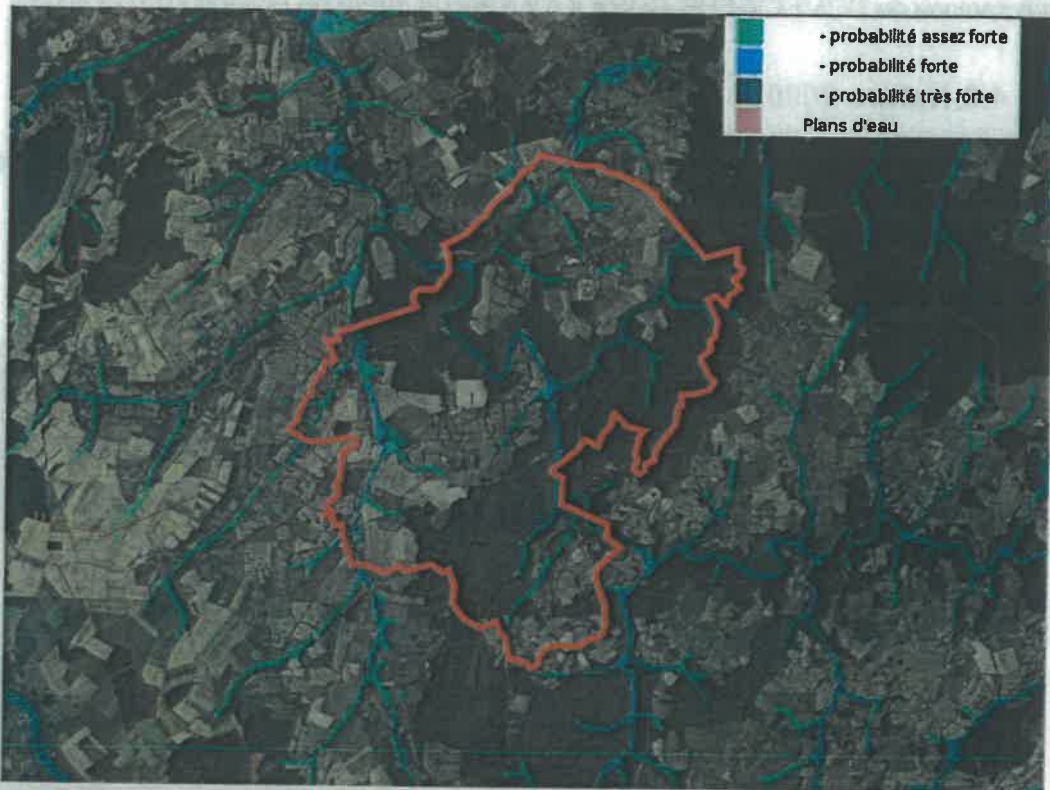 - probabilité assez forte
- probabilité forte
- probabilité très forte
Plans d'eau